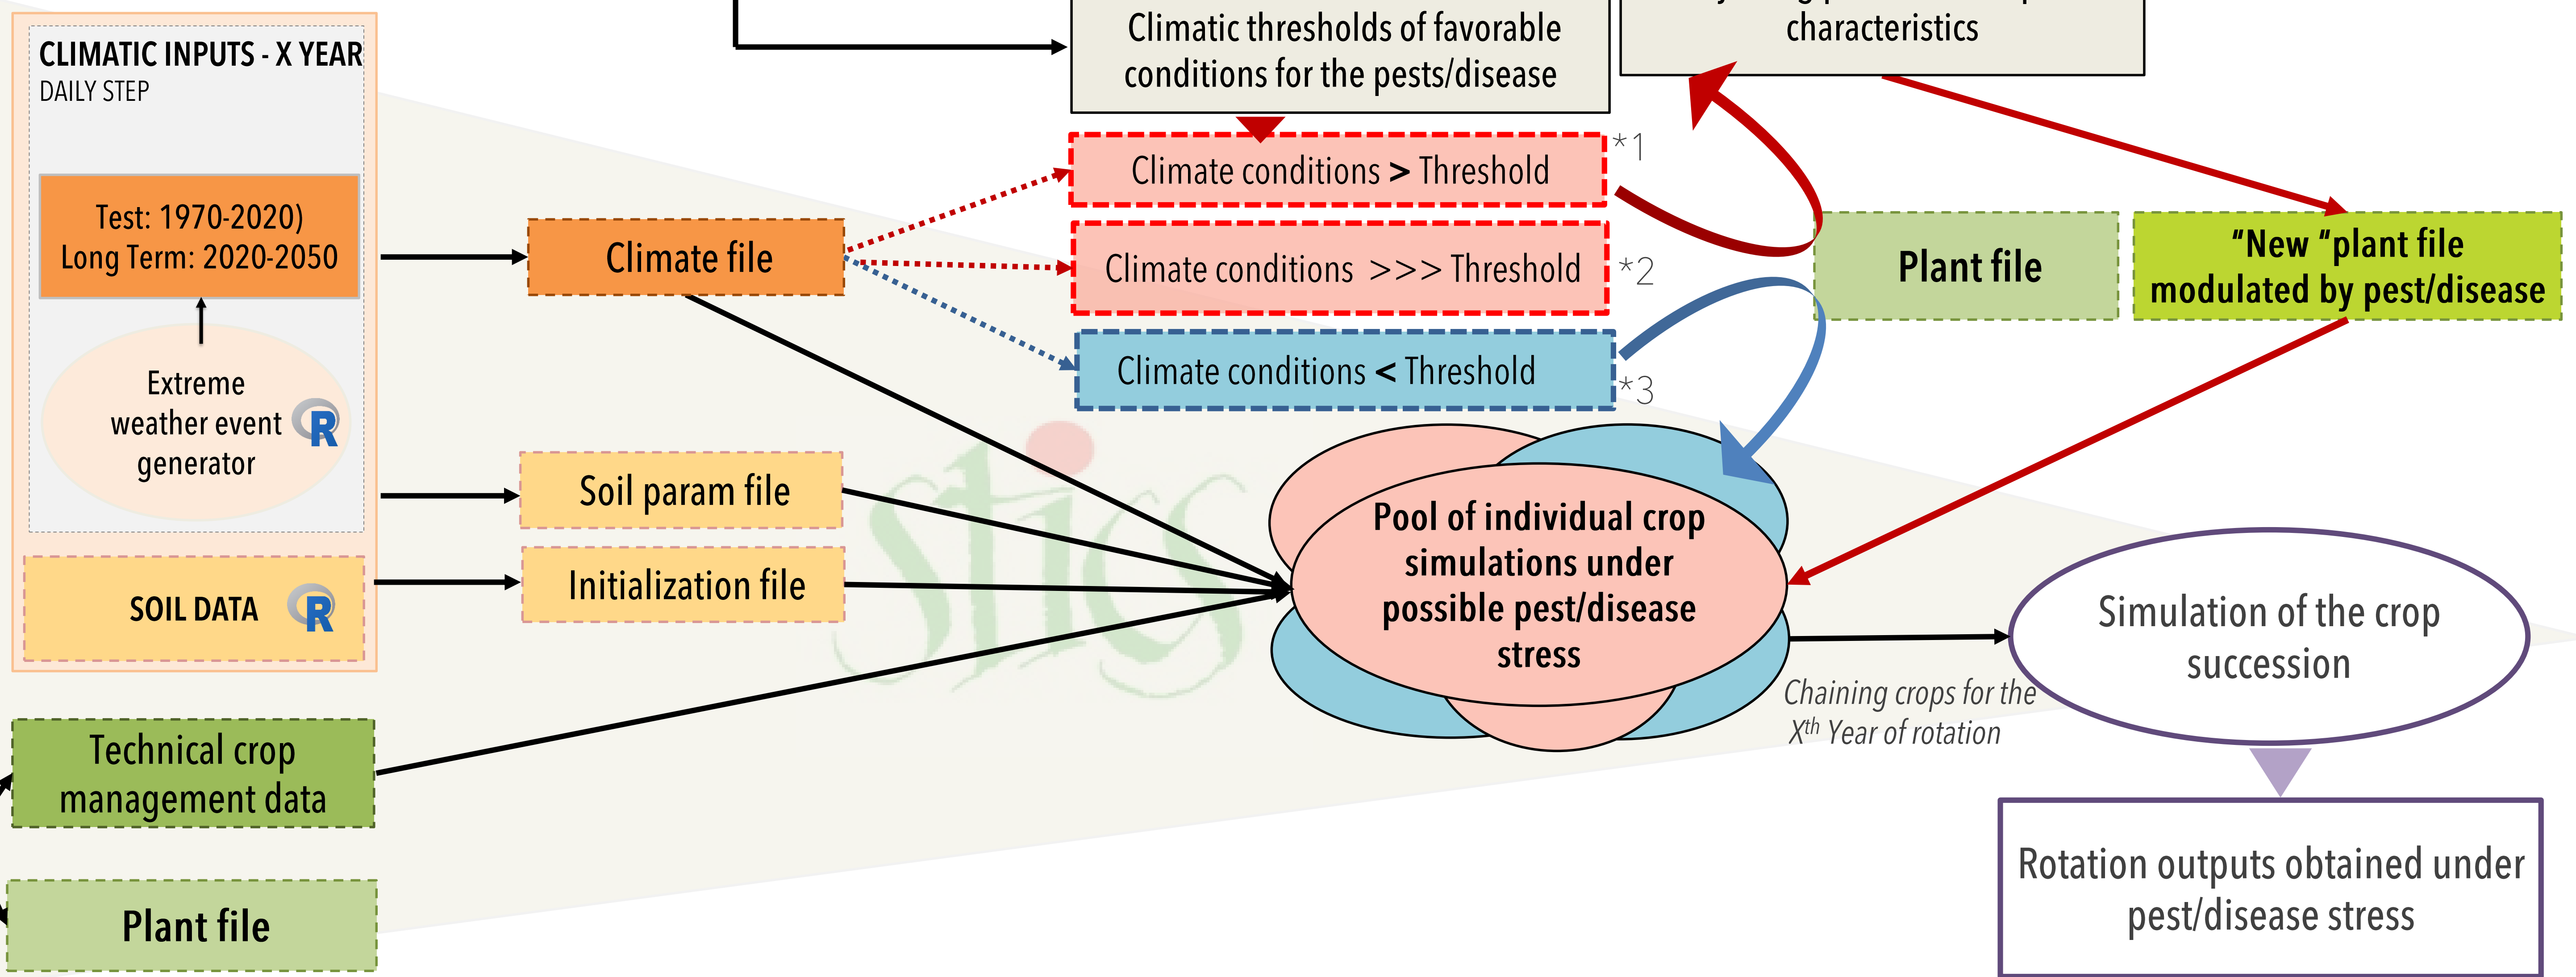 CLIMATIC INPUTS - X YEAR
DAILY STEP
Test: 1970-2020)
Long Term: 2020-2050
Extreme
weather event
generator
R
SOIL DATA
R
Technical crop
management data
Plant file
Climate file
Soil param file
Initialization file
Climatic thresholds of favorable
conditions for the pests/disease
characteristics
Climate conditions > Threshold
*1
Climate conditions >>> Threshold
*2
Climate conditions < Threshold
*3
Plant file
"New "plant file
modulated by pest/disease
stics
Pool of individual crop
simulations under
possible pest/disease
stress
Chaining crops for the
Xth Year of rotation
Simulation of the crop
succession
Rotation outputs obtained under
pest/disease stress